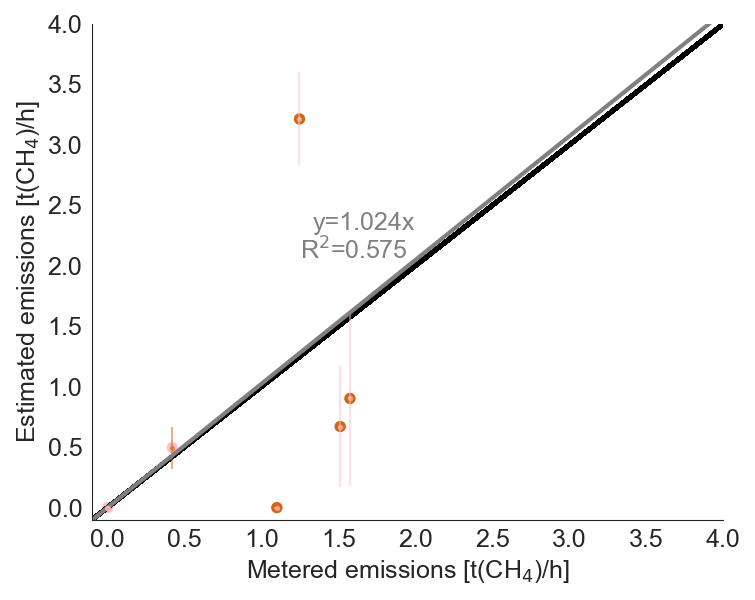 4.0
3.5
3.0
2.5
2.0
1.5
1.0
0.5
0.0
Estimated emissions [t(CH₄)/h]
y=1.024x
R²=0.575
0.0 0.5 1.0 1.5 2.0 2.5 3.0 3.5 4.0
Metered emissions [t(CH₄)/h]